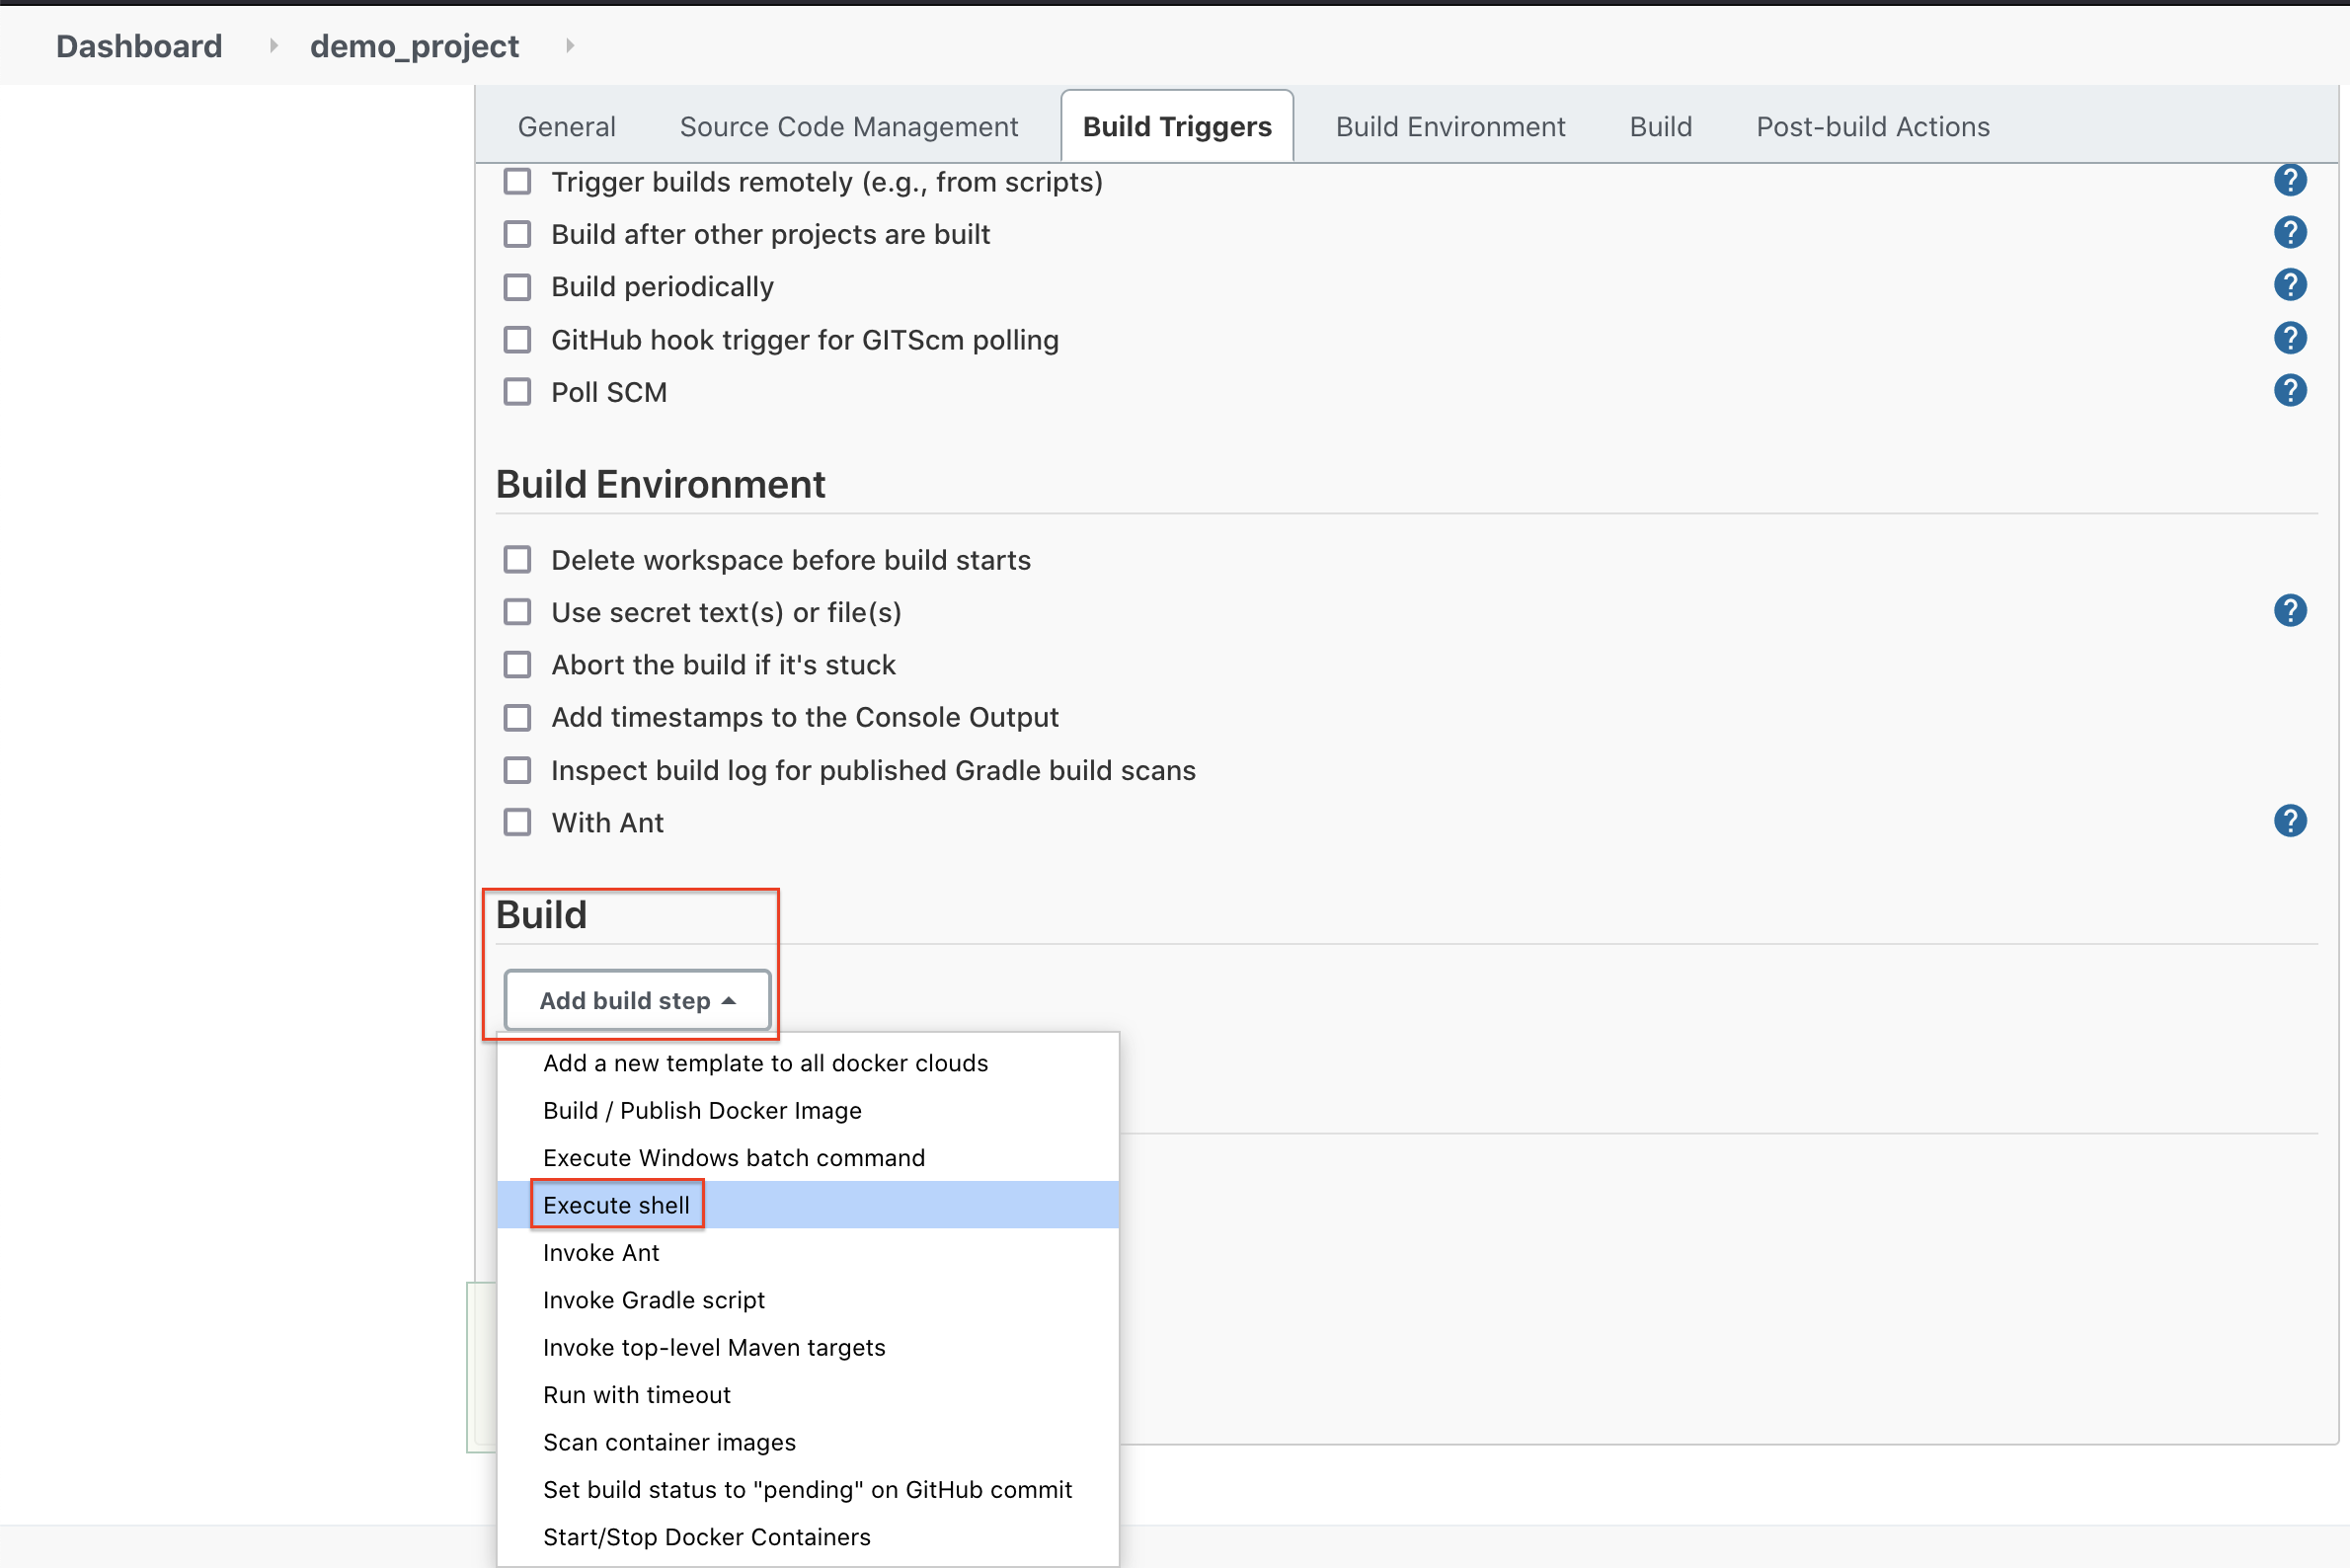 Dashboard demo_project
General Source Code Management Build Triggers Build Environment Build Post-build Actions
Trigger builds remotely (e.g., from scripts) ?
Build after other projects are built ?
Build periodically ?
GitHub hook trigger for GITScm polling ?
Poll SCM ?
Build Environment
Delete workspace before build starts
Use secret text(s) or file(s) ?
Abort the build if it's stuck
Add timestamps to the Console Output
Inspect build log for published Gradle build scans
With Ant ?
Build
Add build step
Add a new template to all docker clouds
Build / Publish Docker Image
Execute Windows batch command
Execute shell
Invoke Ant
Invoke Gradle script
Invoke top-level Maven targets
Run with timeout
Scan container images
Set build status to "pending" on GitHub commit
Start/Stop Docker Containers